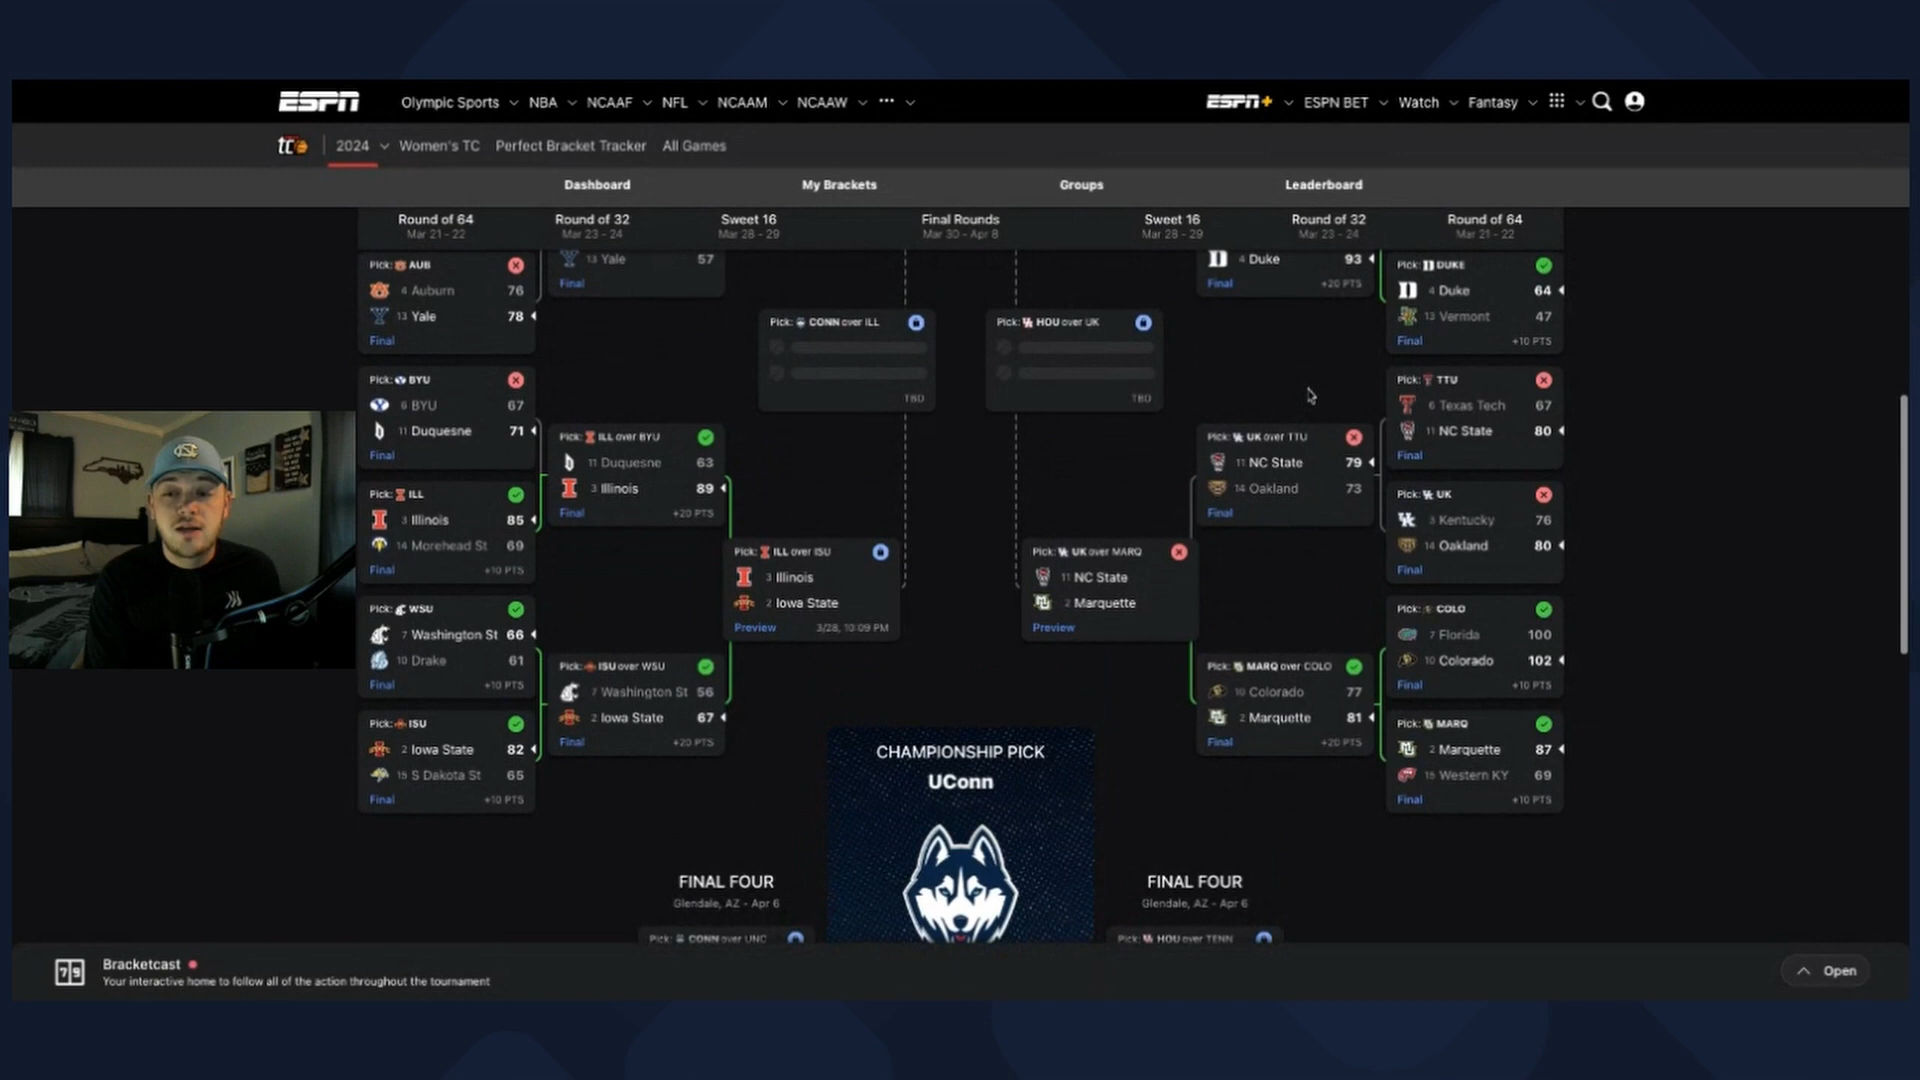 ESPN Olympic Sports NBA NCAAF NFL NCAAM NCAAW ESPN+ ESPN BET Watch Fantasy
tc 2024 Women's TC Perfect Bracket Tracker All Games
Dashboard My Brackets Groups Leaderboard
Round of 64 Round of 32 Sweet 16 Final Rounds Sweet 16 Round of 32 Round of 64
Mar 21 - 22 Mar 23 - 24 Mar 28 - 29 Mar 30 - Apr 8 Mar 28 - 29 Mar 23 - 24 Mar 21 - 22
Pick: AUB
4 Auburn 76
13 Yale 78
Final
Pick: BYU
6 BYU 67
11 Duquesne 71
Final
Pick: ILL
3 Illinois 85
14 Morehead St 69
Final +10 PTS
Pick: WSU
7 Washington St 66
10 Drake 61
Final +10 PTS
Pick: ISU
2 Iowa State 82
15 S Dakota St 65
Final +10 PTS
13 Yale 57
Final
Pick: ILL over BYU
11 Duquesne 63
3 Illinois 89
Final +20 PTS
Pick: ISU over WSU
7 Washington St 56
2 Iowa State 67
Final +20 PTS
Pick: CONN over ILL
TBD
Pick: ILL over ISU
3 Illinois
2 Iowa State
Preview 3/28, 10:09 PM
Pick: HOU over UK
TBD
Pick: UK over MARQ
11 NC State
2 Marquette
Preview
4 Duke 93
Final +20 PTS
Pick: UK over TTU
11 NC State 79
14 Oakland 73
Final
Pick: MARQ over COLO
10 Colorado 77
2 Marquette 81
Final +20 PTS
Pick: DUKE
4 Duke 64
13 Vermont 47
Final +10 PTS
Pick: TTU
6 Texas Tech 67
11 NC State 80
Final
Pick: UK
3 Kentucky 76
14 Oakland 80
Final
Pick: COLO
7 Florida 100
10 Colorado 102
Final +10 PTS
Pick: MARQ
2 Marquette 87
15 Western KY 69
Final +10 PTS
CHAMPIONSHIP PICK
UConn
FINAL FOUR
Glendale, AZ - Apr 6
Pick: CONN over UNC
FINAL FOUR
Glendale, AZ - Apr 6
Pick: HOU over TENN
79 Bracketcast
Your interactive home to follow all of the action throughout the tournament
Open